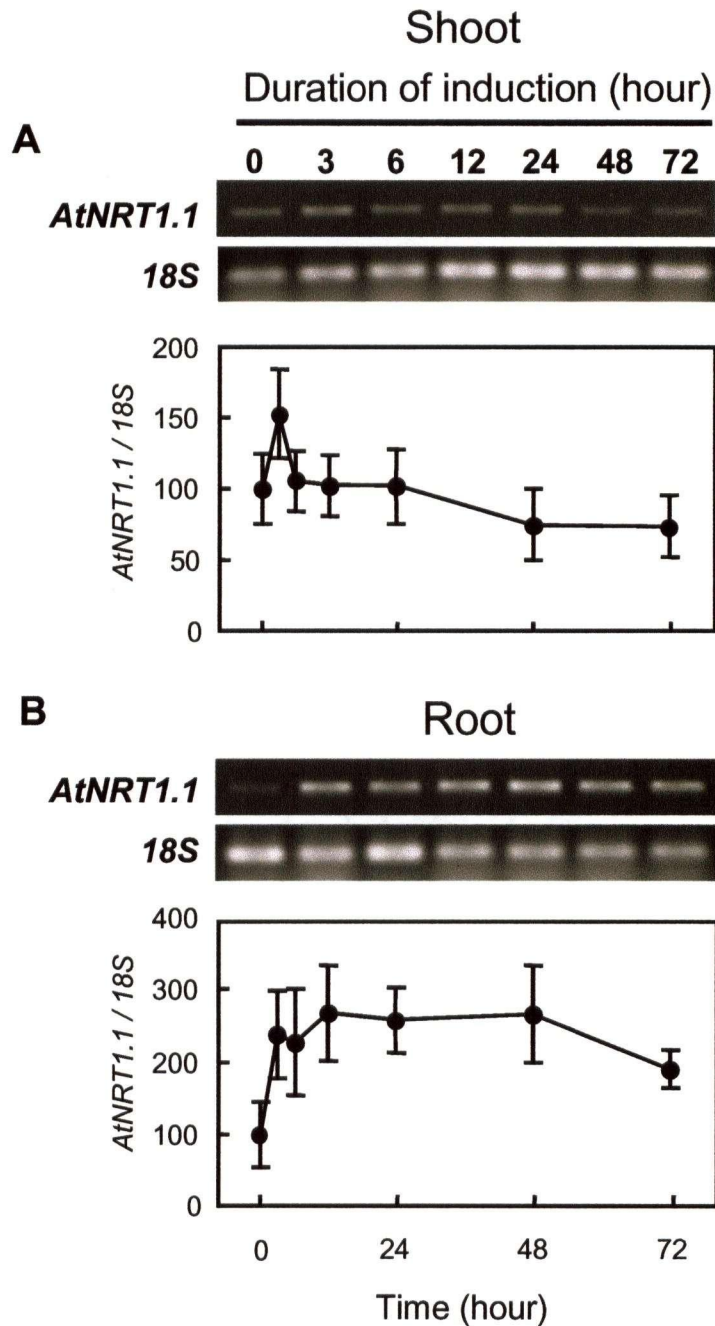 Shoot
Duration of induction (hour)
A
0 3 6 12 24 48 72
AtNRT1.1
18S
AtNRT1.1 / 18S
200
150
100
50
0
B
Root
AtNRT1.1
18S
AtNRT1.1 / 18S
400
300
200
100
0
0 24 48 72
Time (hour)